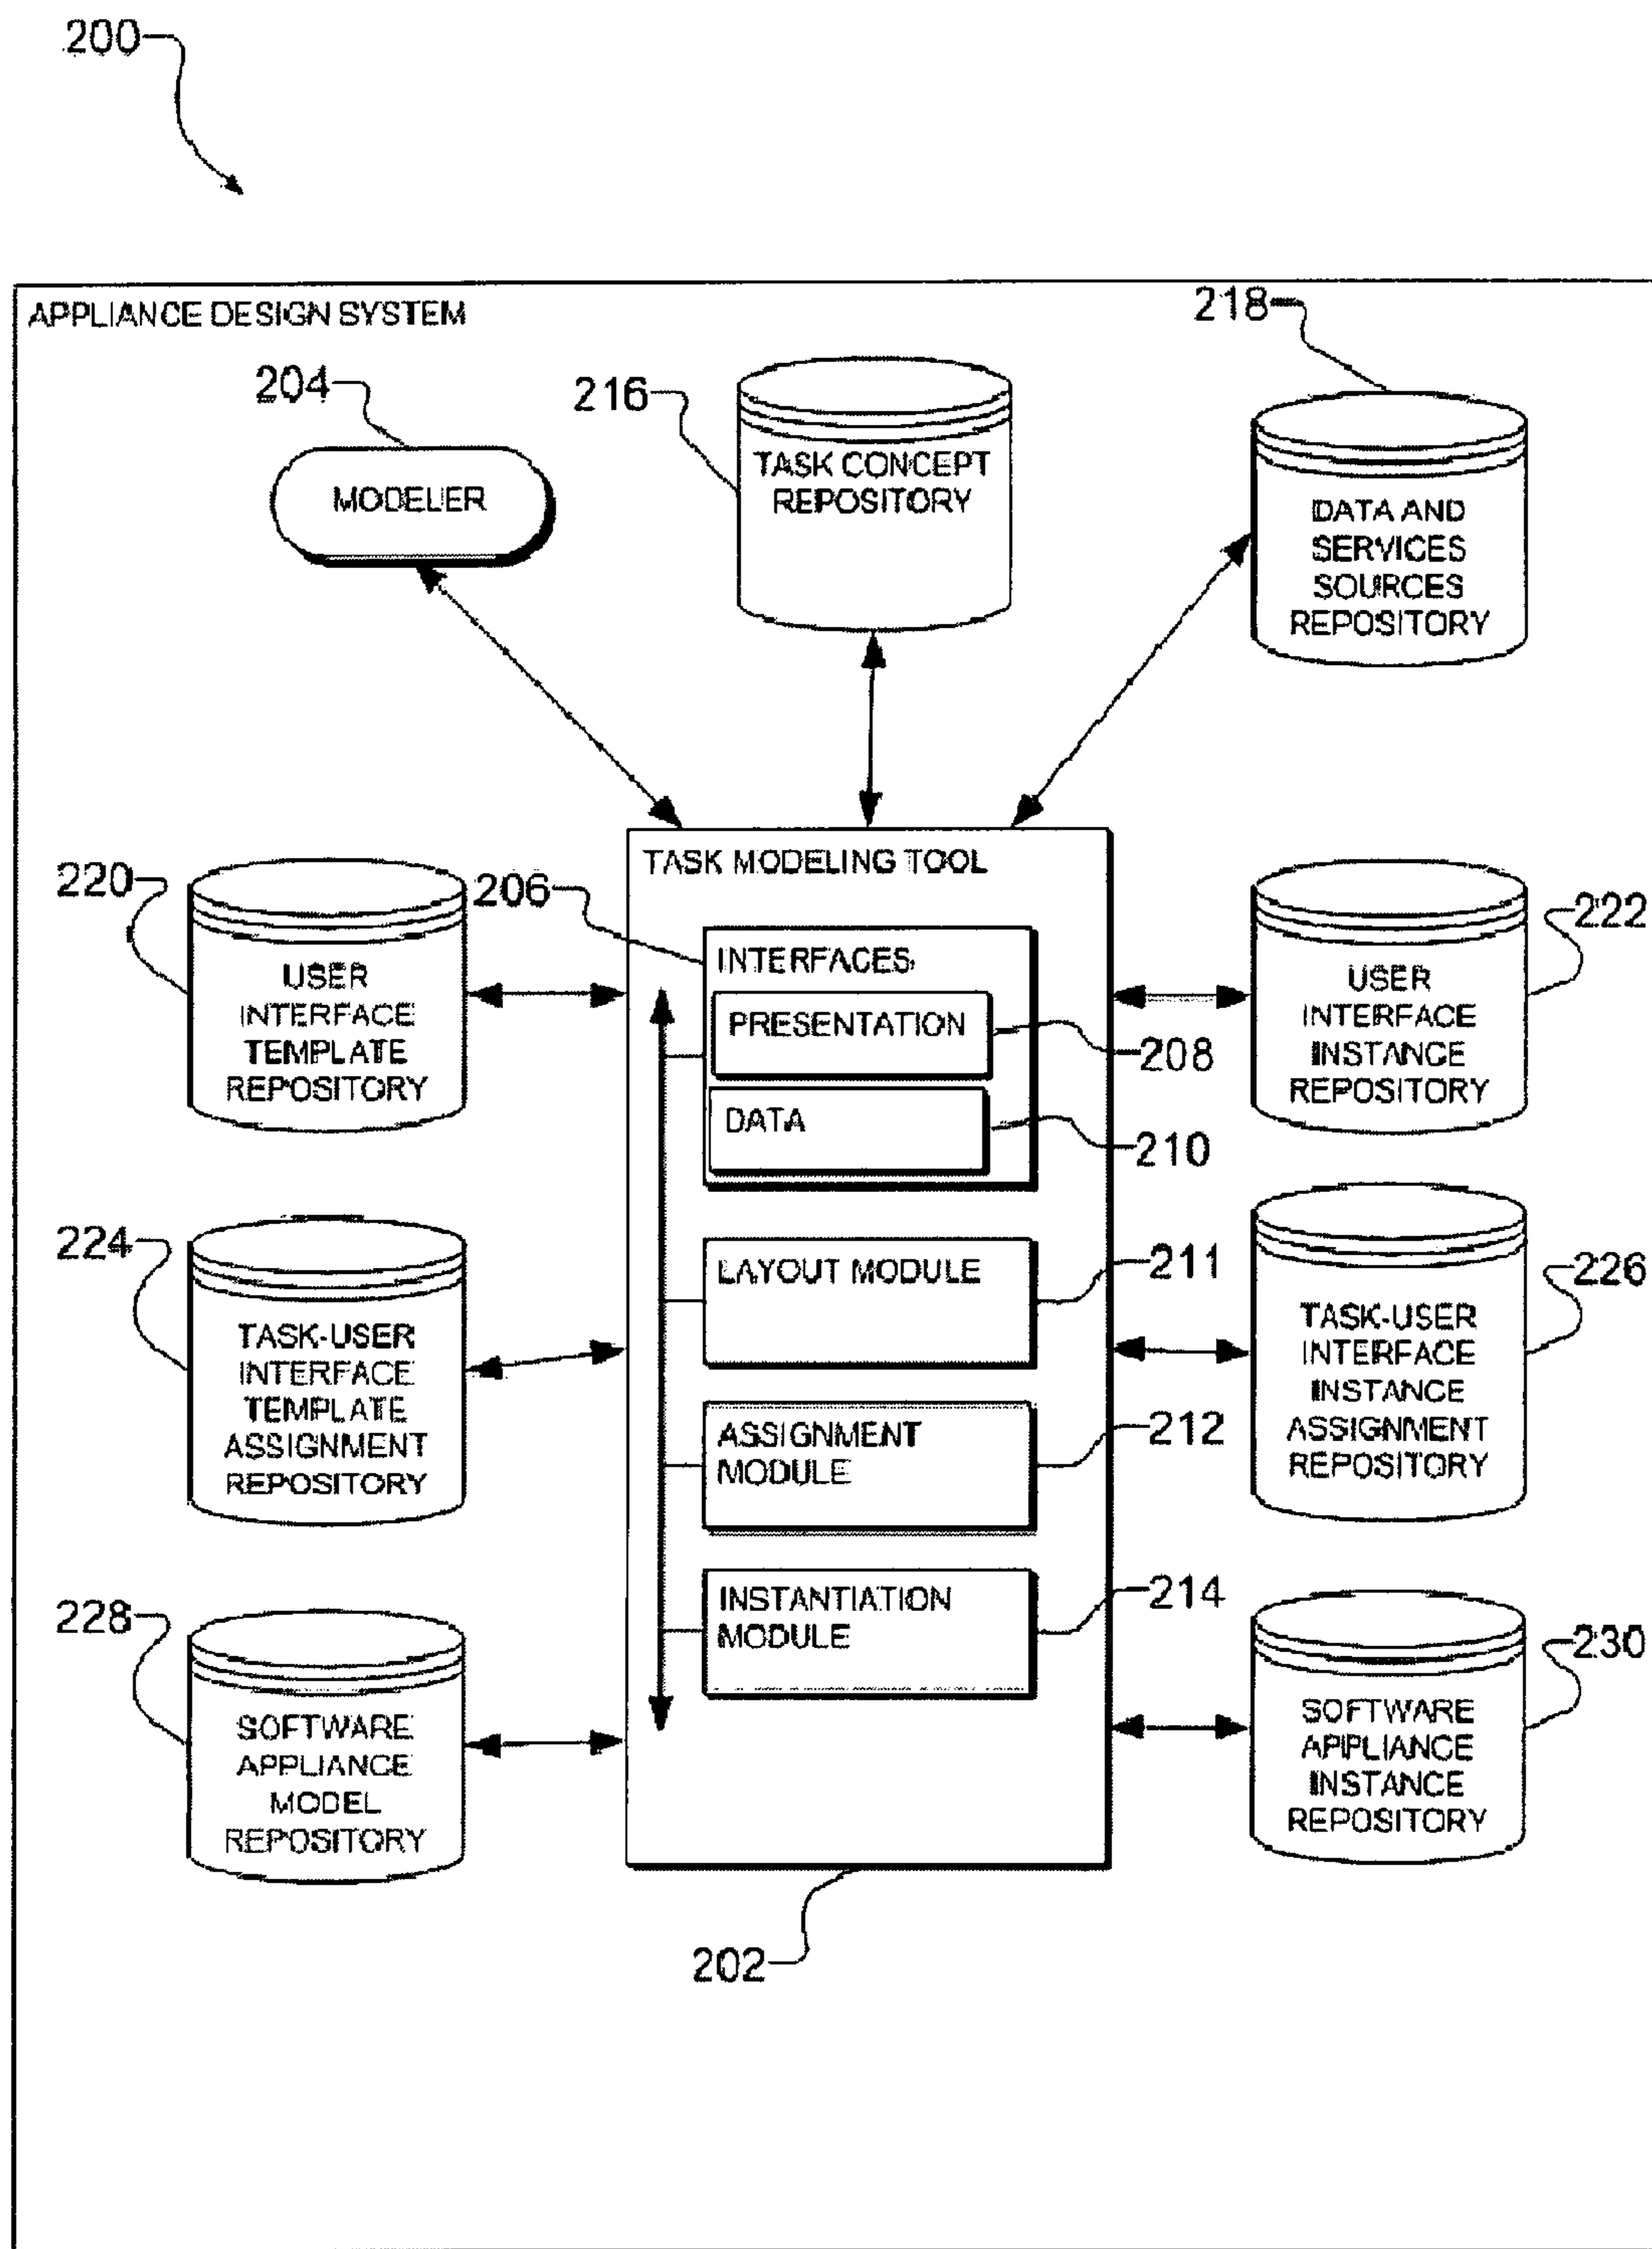 200
APPLIANCE DESIGN SYSTEM
218
204
216
MODELER
TASK CONCEPT
REPOSITORY
DATA AND
SERVICES
SOURCES
REPOSITORY
TASK MODELING TOOL
220
206
222
INTERFACES
USER
INTERFACE
TEMPLATE
REPOSITORY
PRESENTATION
208
DATA
210
USER
INTERFACE
INSTANCE
REPOSITORY
224
LAYOUT MODULE
211
226
TASK-USER
INTERFACE
TEMPLATE
ASSIGNMENT
REPOSITORY
ASSIGNMENT
MODULE
212
TASK-USER
INTERFACE
INSTANCE
ASSIGNMENT
REPOSITORY
228
INSTANTIATION
MODULE
214
230
SOFTWARE
APPLIANCE
MODEL
REPOSITORY
SOFTWARE
APPLIANCE
INSTANCE
REPOSITORY
202